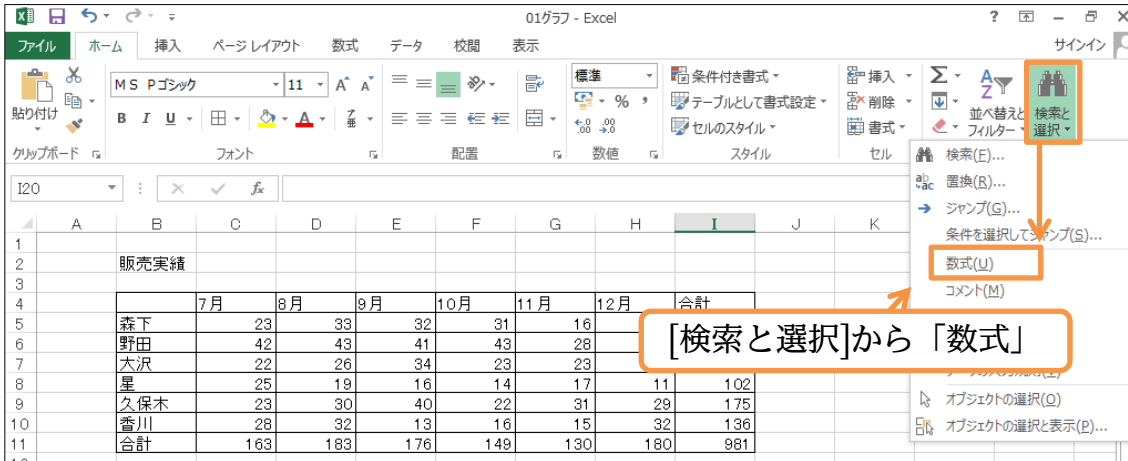 01グラフ - Excel
ファイル ホーム 挿入 ページ レイアウト 数式 データ 校閲 表示 サインイン
ＭＳ Ｐゴシック 11 標準 条件付き書式 挿入
貼り付け B I U A % テーブルとして書式設定 削除 並べ替えと フィルター 検索と 選択
セルのスタイル 書式
クリップボード フォント 配置 数値 スタイル セル
検索(F)...
置換(R)...
ジャンプ(G)...
条件を選択してジャンプ(S)...
数式(U)
コメント(M)
[検索と選択]から「数式」
オブジェクトの選択(O)
オブジェクトの選択と表示(P)...
I20 fx
A B C D E F G H I J K
1
2 販売実績
3
4 7月 8月 9月 10月 11月 12月 合計
5 森下 23 33 32 31 16
6 野田 42 43 41 43 28
7 大沢 22 26 34 23 23
8 星 25 19 16 14 17 11 102
9 久保木 23 30 40 22 31 29 175
10 香川 28 32 13 16 15 32 136
11 合計 163 183 176 149 130 180 981